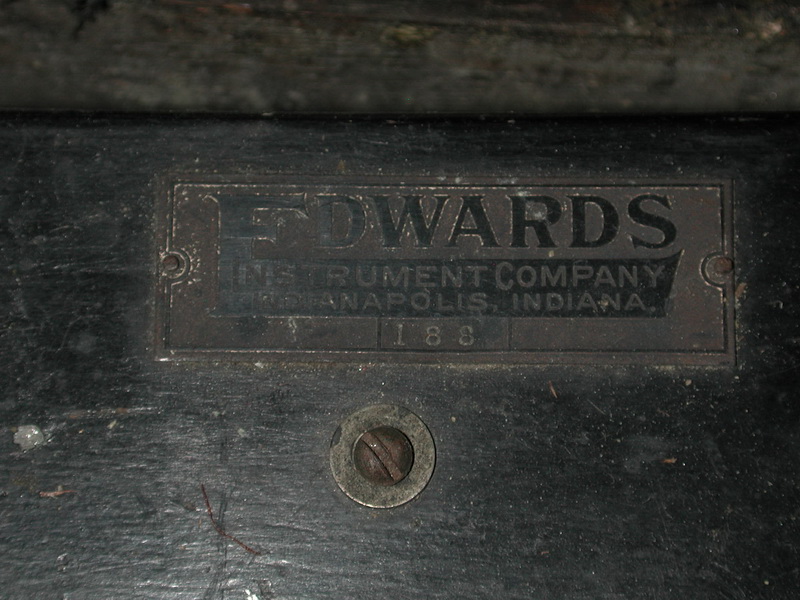 EDWARDS
INSTRUMENT COMPANY
INDIANAPOLIS, INDIANA.
188